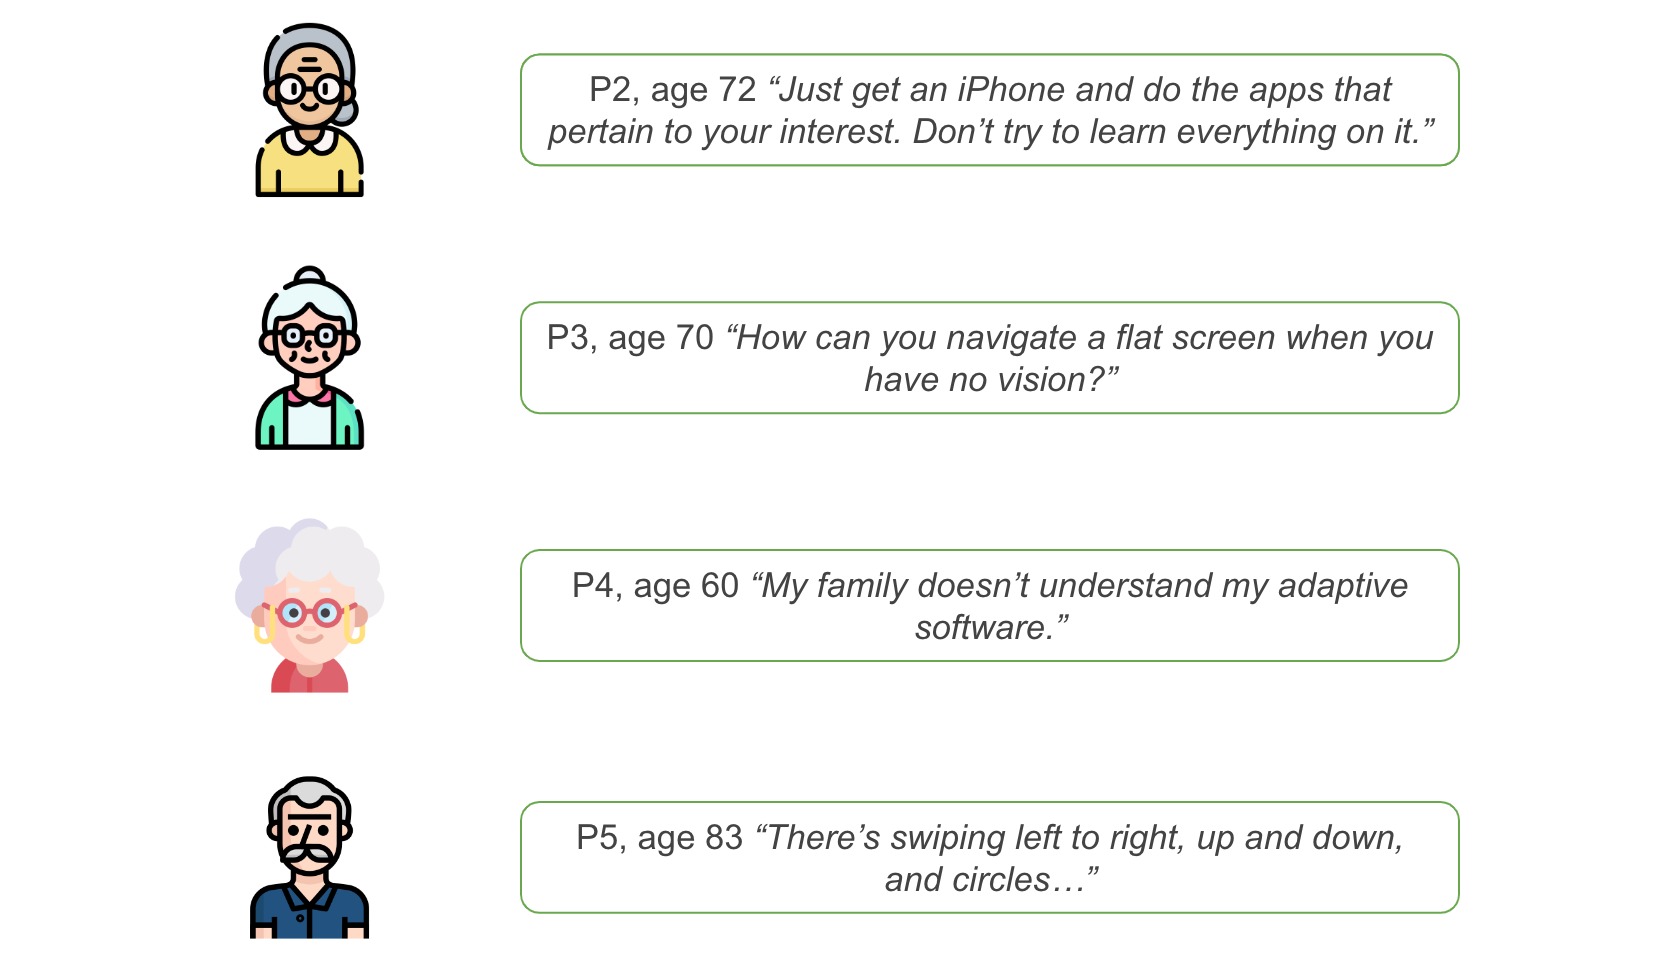 P2, age 72 “Just get an iPhone and do the apps that
pertain to your interest. Don’t try to learn everything on it.”
P3, age 70 “How can you navigate a flat screen when you
have no vision?”
P4, age 60 “My family doesn’t understand my adaptive
software.”
P5, age 83 “There’s swiping left to right, up and down,
and circles…”